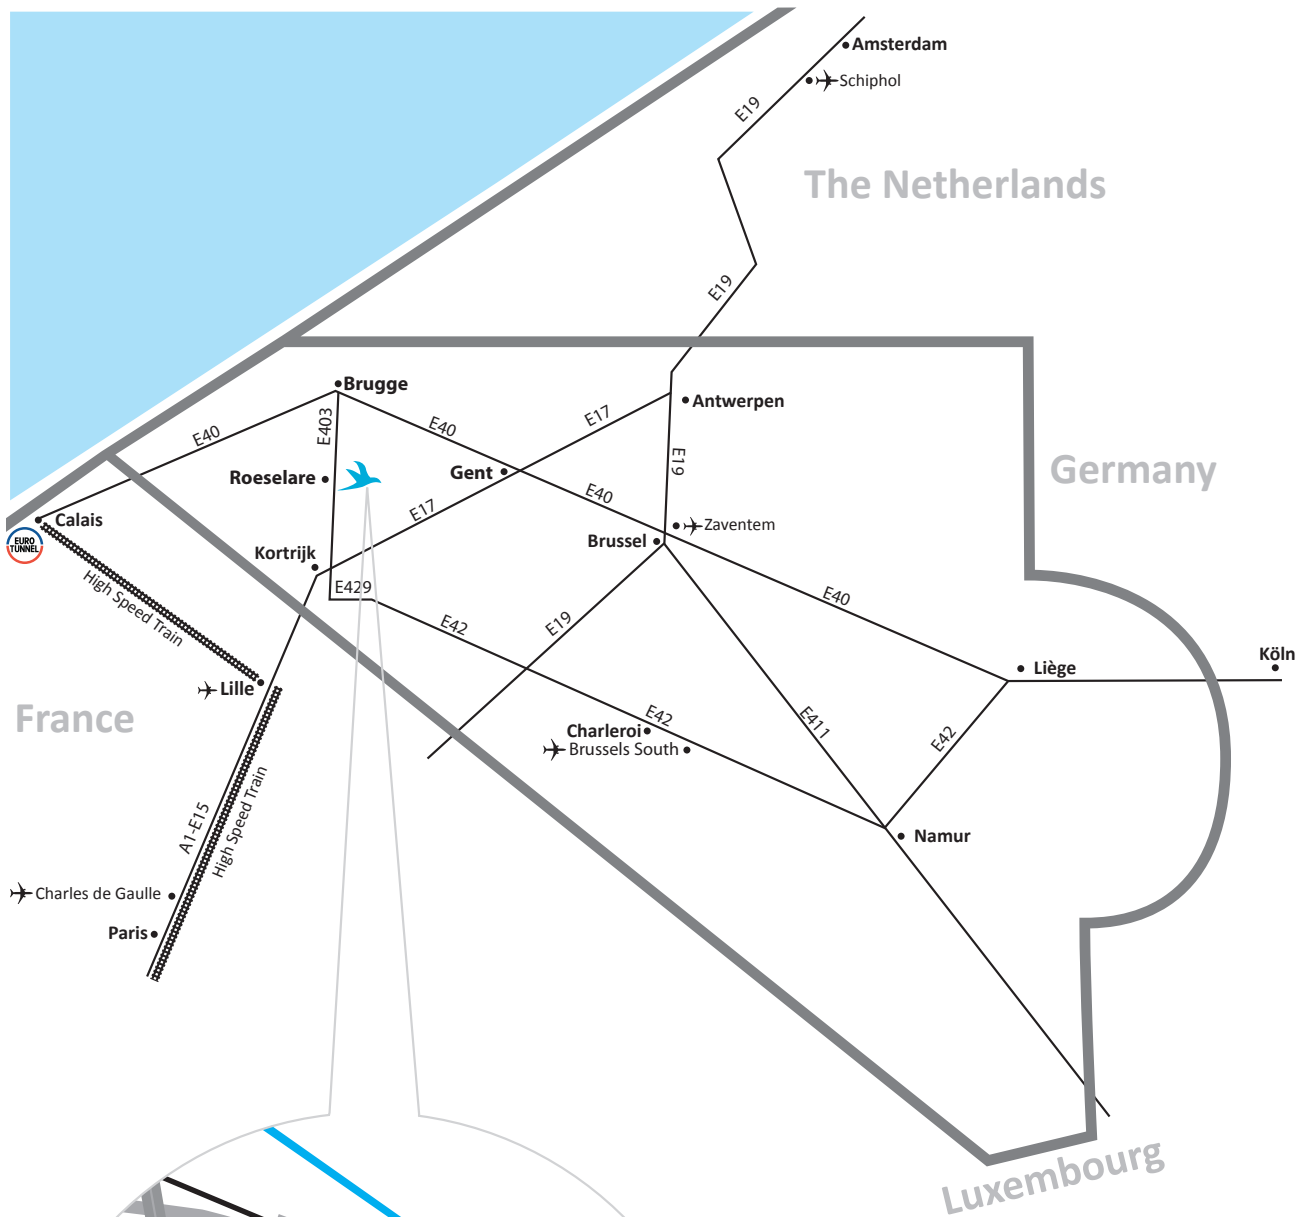 Amsterdam
Schiphol
E19
The Netherlands
E19
Brugge
Antwerpen
E17
E403
E40
E40
E19
Germany
Roeselare
Gent
E40
E17
Calais
Zaventem
EURO
TUNNEL
Brussel
Kortrijk
High Speed Train
E429
E40
E19
E42
Köln
Liège
Lille
France
E42
E411
Charleroi
Brussels South
E42
A1-E15
High Speed Train
Namur
Charles de Gaulle
Paris
Luxembourg